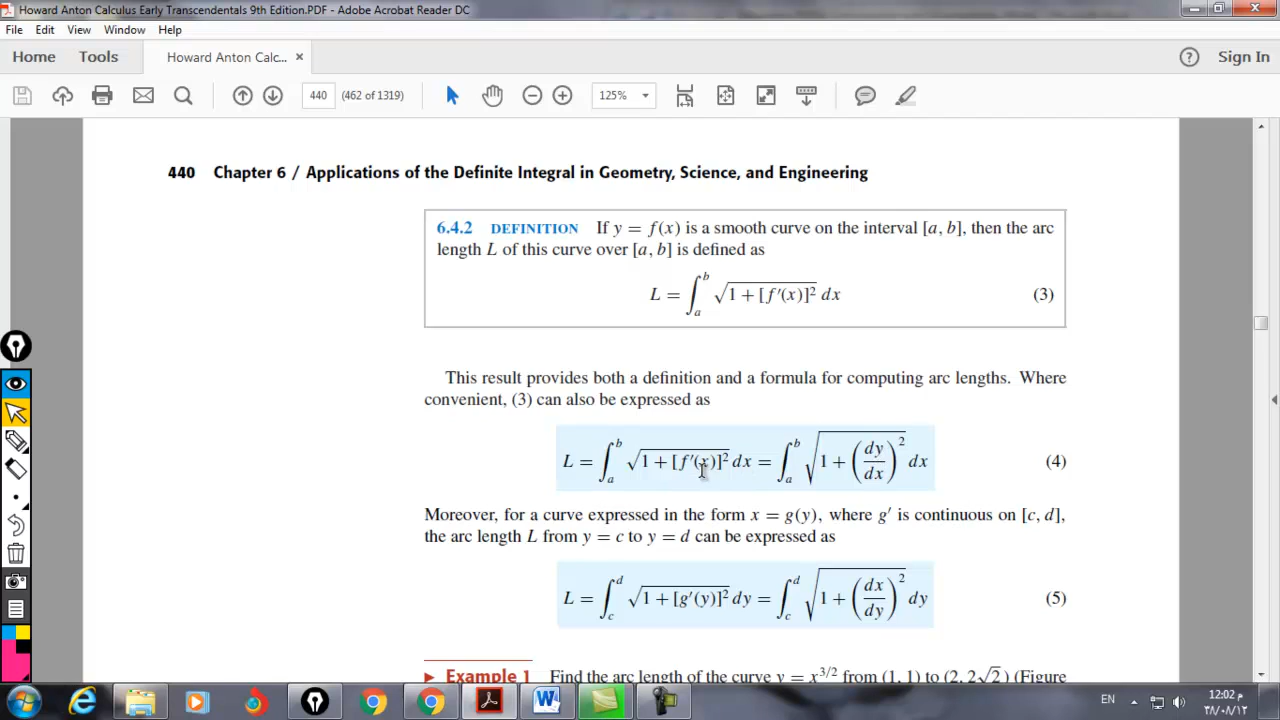 Howard Anton Calculus Early Transcendentals 9th Edition.PDF - Adobe Acrobat Reader DC
File Edit View Window Help
Home Tools Howard Anton Calc... × ? Sign In
440 (462 of 1319) 125%
440 Chapter 6 / Applications of the Definite Integral in Geometry, Science, and Engineering
6.4.2 DEFINITION If y = f(x) is a smooth curve on the interval [a, b], then the arc
length L of this curve over [a, b] is defined as
L = ∫_a^b √(1 + [f′(x)]²) dx (3)
This result provides both a definition and a formula for computing arc lengths. Where
convenient, (3) can also be expressed as
L = ∫_a^b √(1 + [f′(x)]²) dx = ∫_a^b √(1 + (dy/dx)²) dx (4)
Moreover, for a curve expressed in the form x = g(y), where g′ is continuous on [c, d],
the arc length L from y = c to y = d can be expressed as
L = ∫_c^d √(1 + [g′(y)]²) dy = ∫_c^d √(1 + (dx/dy)²) dy (5)
▶ Example 1 Find the arc length of the curve y = x^{3/2} from (1, 1) to (2, 2√2) (Figure
EN 12:02 م
٣٨/٠٨/١٣